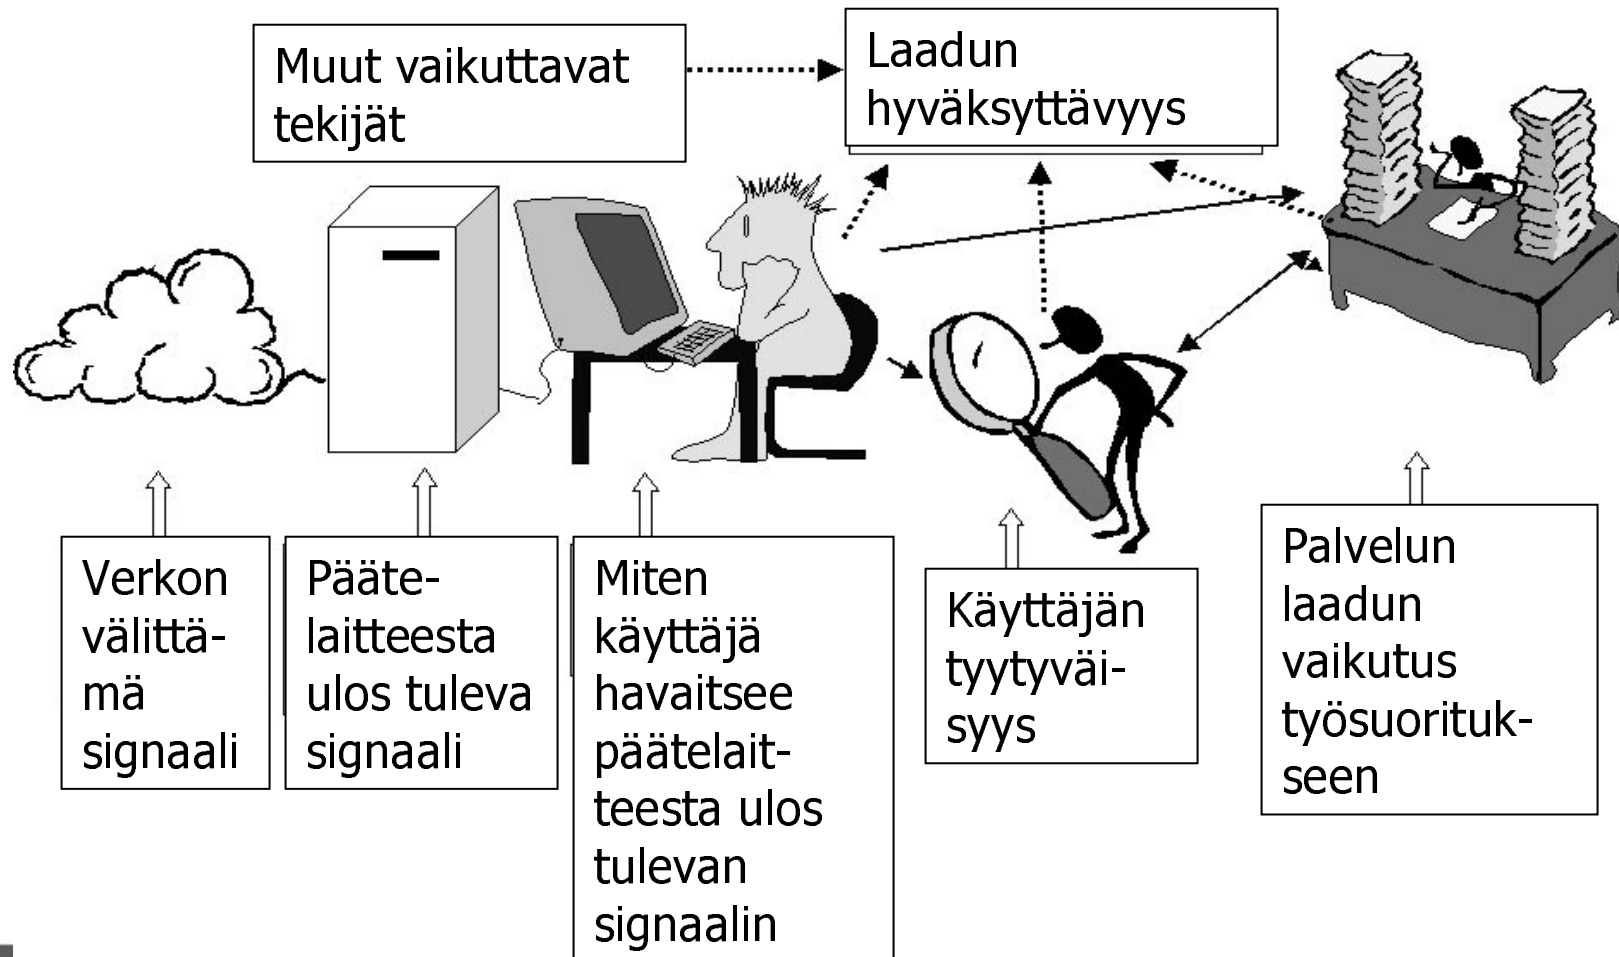 Muut vaikuttavat
tekijät
Laadun
hyväksyttävyys
Verkon
välittä-
mä
signaali
Pääte-
laitteesta
ulos tuleva
signaali
Miten
käyttäjä
havaitsee
päätelait-
teesta ulos
tulevan
signaalin
Käyttäjän
tyytyväi-
syys
Palvelun
laadun
vaikutus
työsuorituk-
seen